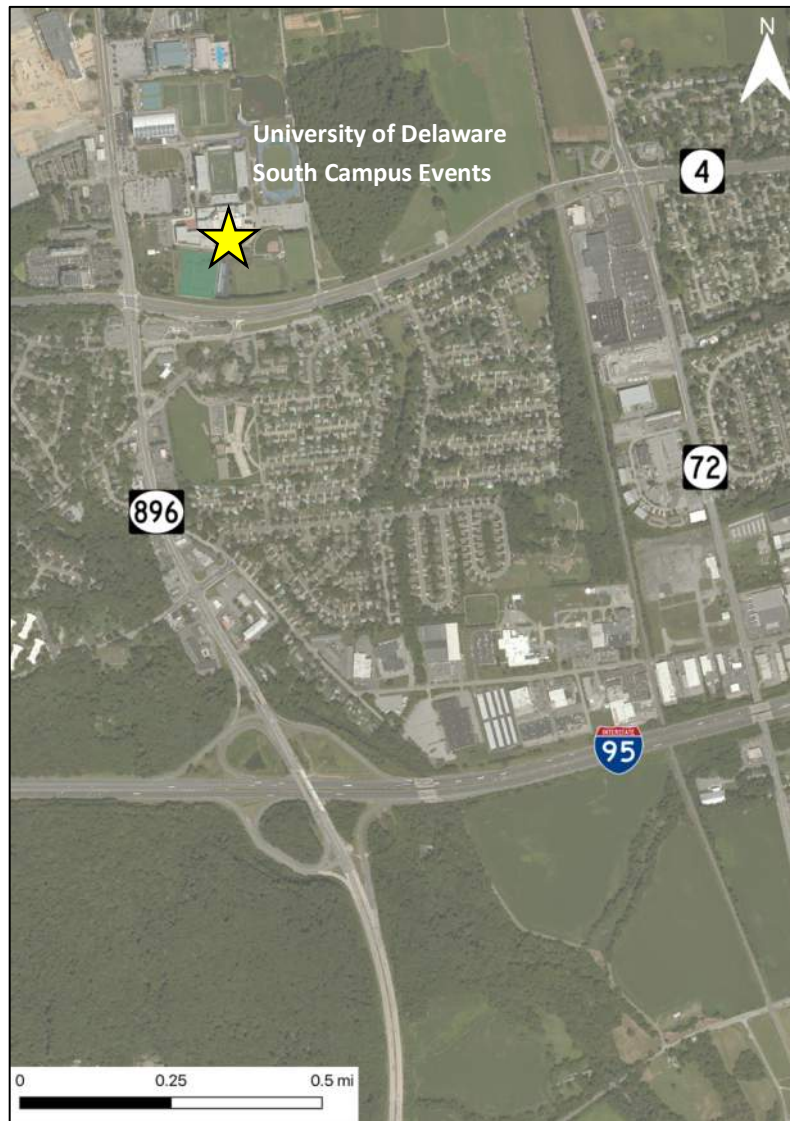 N
University of Delaware
South Campus Events
4
72
896
INTERSTATE
95
0 0.25 0.5 mi